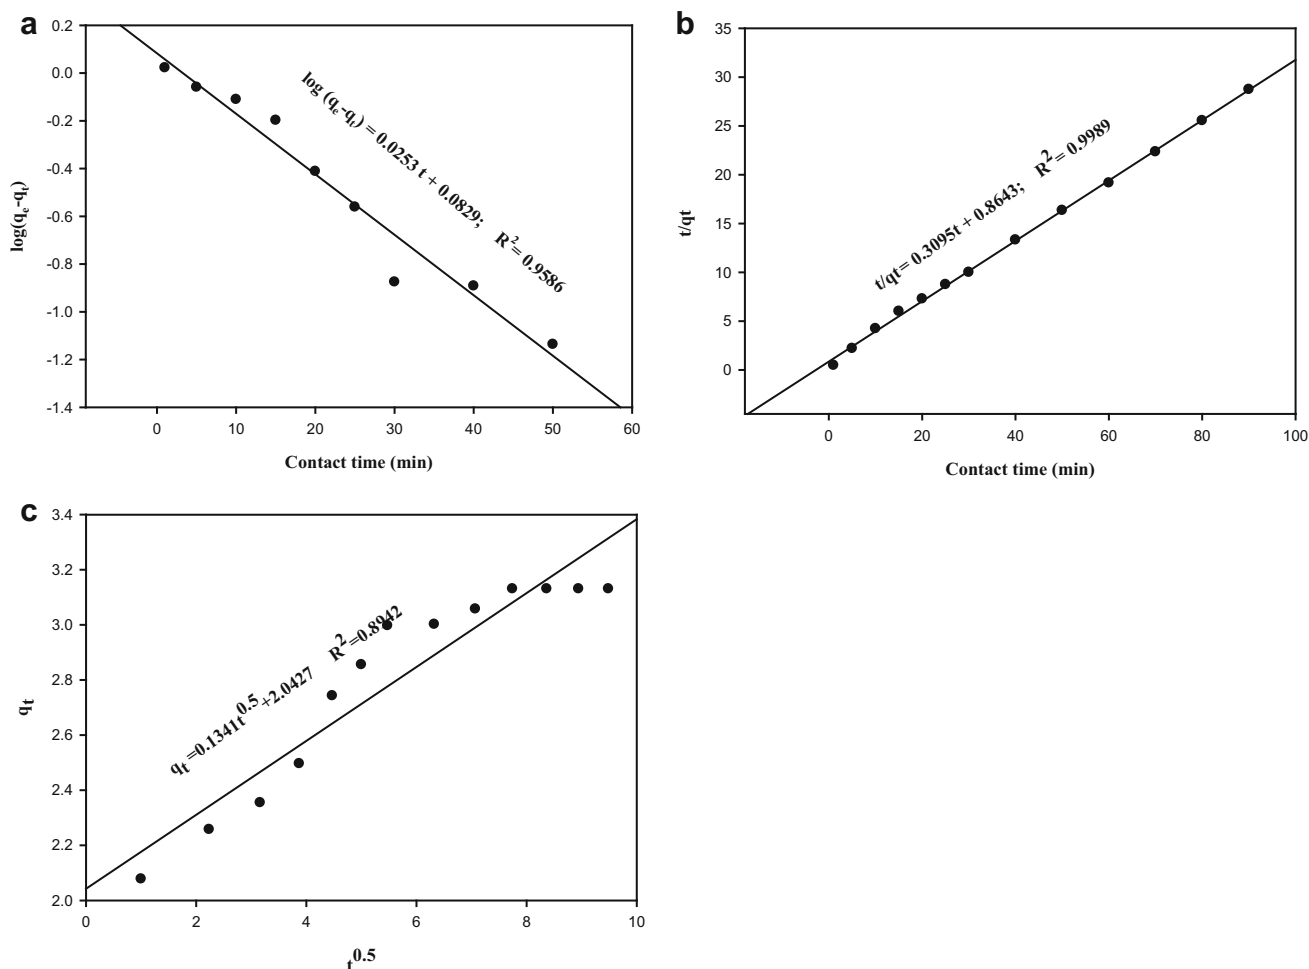 a
0.2
0.0
-0.2
-0.4
-0.6
-0.8
-1.0
-1.2
-1.4
log(qe-qt)
log (qe-qt) = 0.0253 t + 0.0829; R2= 0.9586
0 10 20 30 40 50 60
Contact time (min)
b
35
30
25
20
15
10
5
0
t/qt
t/qt= 0.3095t + 0.8643; R2= 0.9989
0 20 40 60 80 100
Contact time (min)
c
3.4
3.2
3.0
2.8
2.6
2.4
2.2
2.0
qt
qt =0.1341t0.5+2.0427 R2=0.8942
0 2 4 6 8 10
t0.5